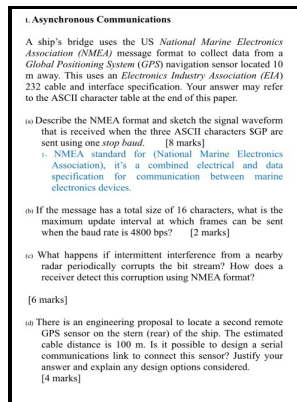 1. Asynchronous Communications
A ship's bridge uses the US National Marine Electronics
Association (NMEA) message format to collect data from a
Global Positioning System (GPS) navigation sensor located 10
m away. This uses an Electronics Industry Association (EIA)
232 cable and interface specification. Your answer may refer
to the ASCII character table at the end of this paper.
(a) Describe the NMEA format and sketch the signal waveform
that is received when the three ASCII characters $GP are
sent using one stop baud. [8 marks]
1- NMEA standard for (National Marine Electronics
Association), it's a combined electrical and data
specification for communication between marine
electronics devices.
(b) If the message has a total size of 16 characters, what is the
maximum update interval at which frames can be sent
when the baud rate is 4800 bps? [2 marks]
(c) What happens if intermittent interference from a nearby
radar periodically corrupts the bit stream? How does a
receiver detect this corruption using NMEA format?
[6 marks]
(d) There is an engineering proposal to locate a second remote
GPS sensor on the stern (rear) of the ship. The estimated
cable distance is 100 m. Is it possible to design a serial
communications link to connect this sensor? Justify your
answer and explain any design options considered.
[4 marks]